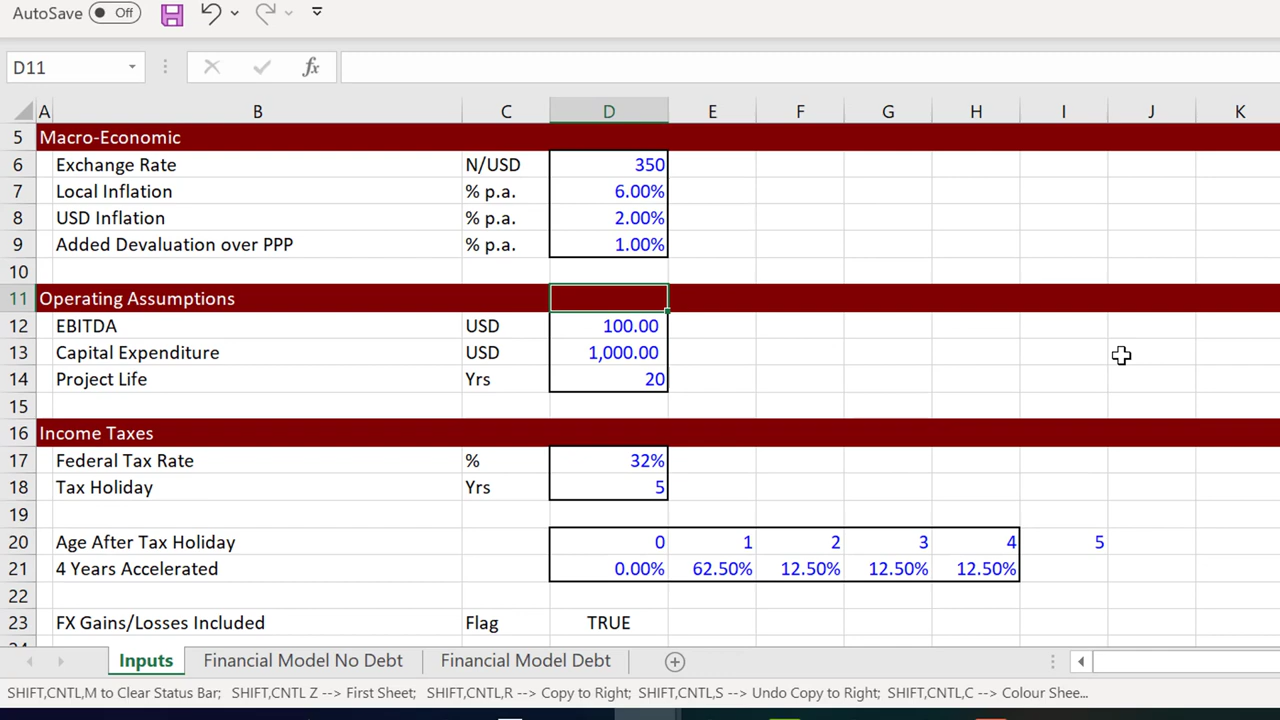 AutoSave Off
D11 fx
A B C D E F G H I J K
5 Macro-Economic
6 Exchange Rate N/USD 350
7 Local Inflation % p.a. 6.00%
8 USD Inflation % p.a. 2.00%
9 Added Devaluation over PPP % p.a. 1.00%
10
11 Operating Assumptions
12 EBITDA USD 100.00
13 Capital Expenditure USD 1,000.00
14 Project Life Yrs 20
15
16 Income Taxes
17 Federal Tax Rate % 32%
18 Tax Holiday Yrs 5
19
20 Age After Tax Holiday 0 1 2 3 4 5
21 4 Years Accelerated 0.00% 62.50% 12.50% 12.50% 12.50%
22
23 FX Gains/Losses Included Flag TRUE
Inputs Financial Model No Debt Financial Model Debt
SHIFT,CNTL,M to Clear Status Bar; SHIFT,CNTL Z --> First Sheet; SHIFT,CNTL,R --> Copy to Right; SHIFT,CNTL,S --> Undo Copy to Right; SHIFT,CNTL,C --> Colour Shee...